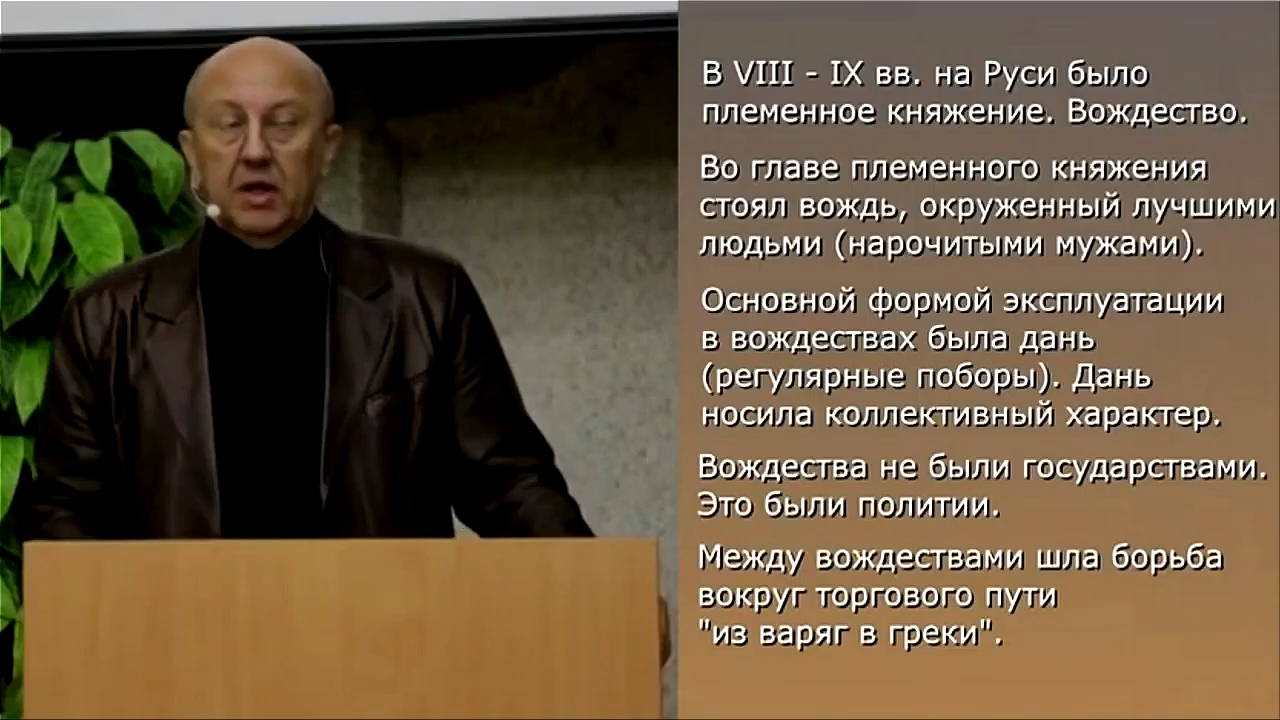 В VIII - IX вв. на Руси было
племенное княжение. Вождество.
Во главе племенного княжения
стоял вождь, окруженный лучшими
людьми (нарочитыми мужами).
Основной формой эксплуатации
в вождествах была дань
(регулярные поборы). Дань
носила коллективный характер.
Вождества не были государствами.
Это были политии.
Между вождествами шла борьба
вокруг торгового пути
"из варяг в греки".